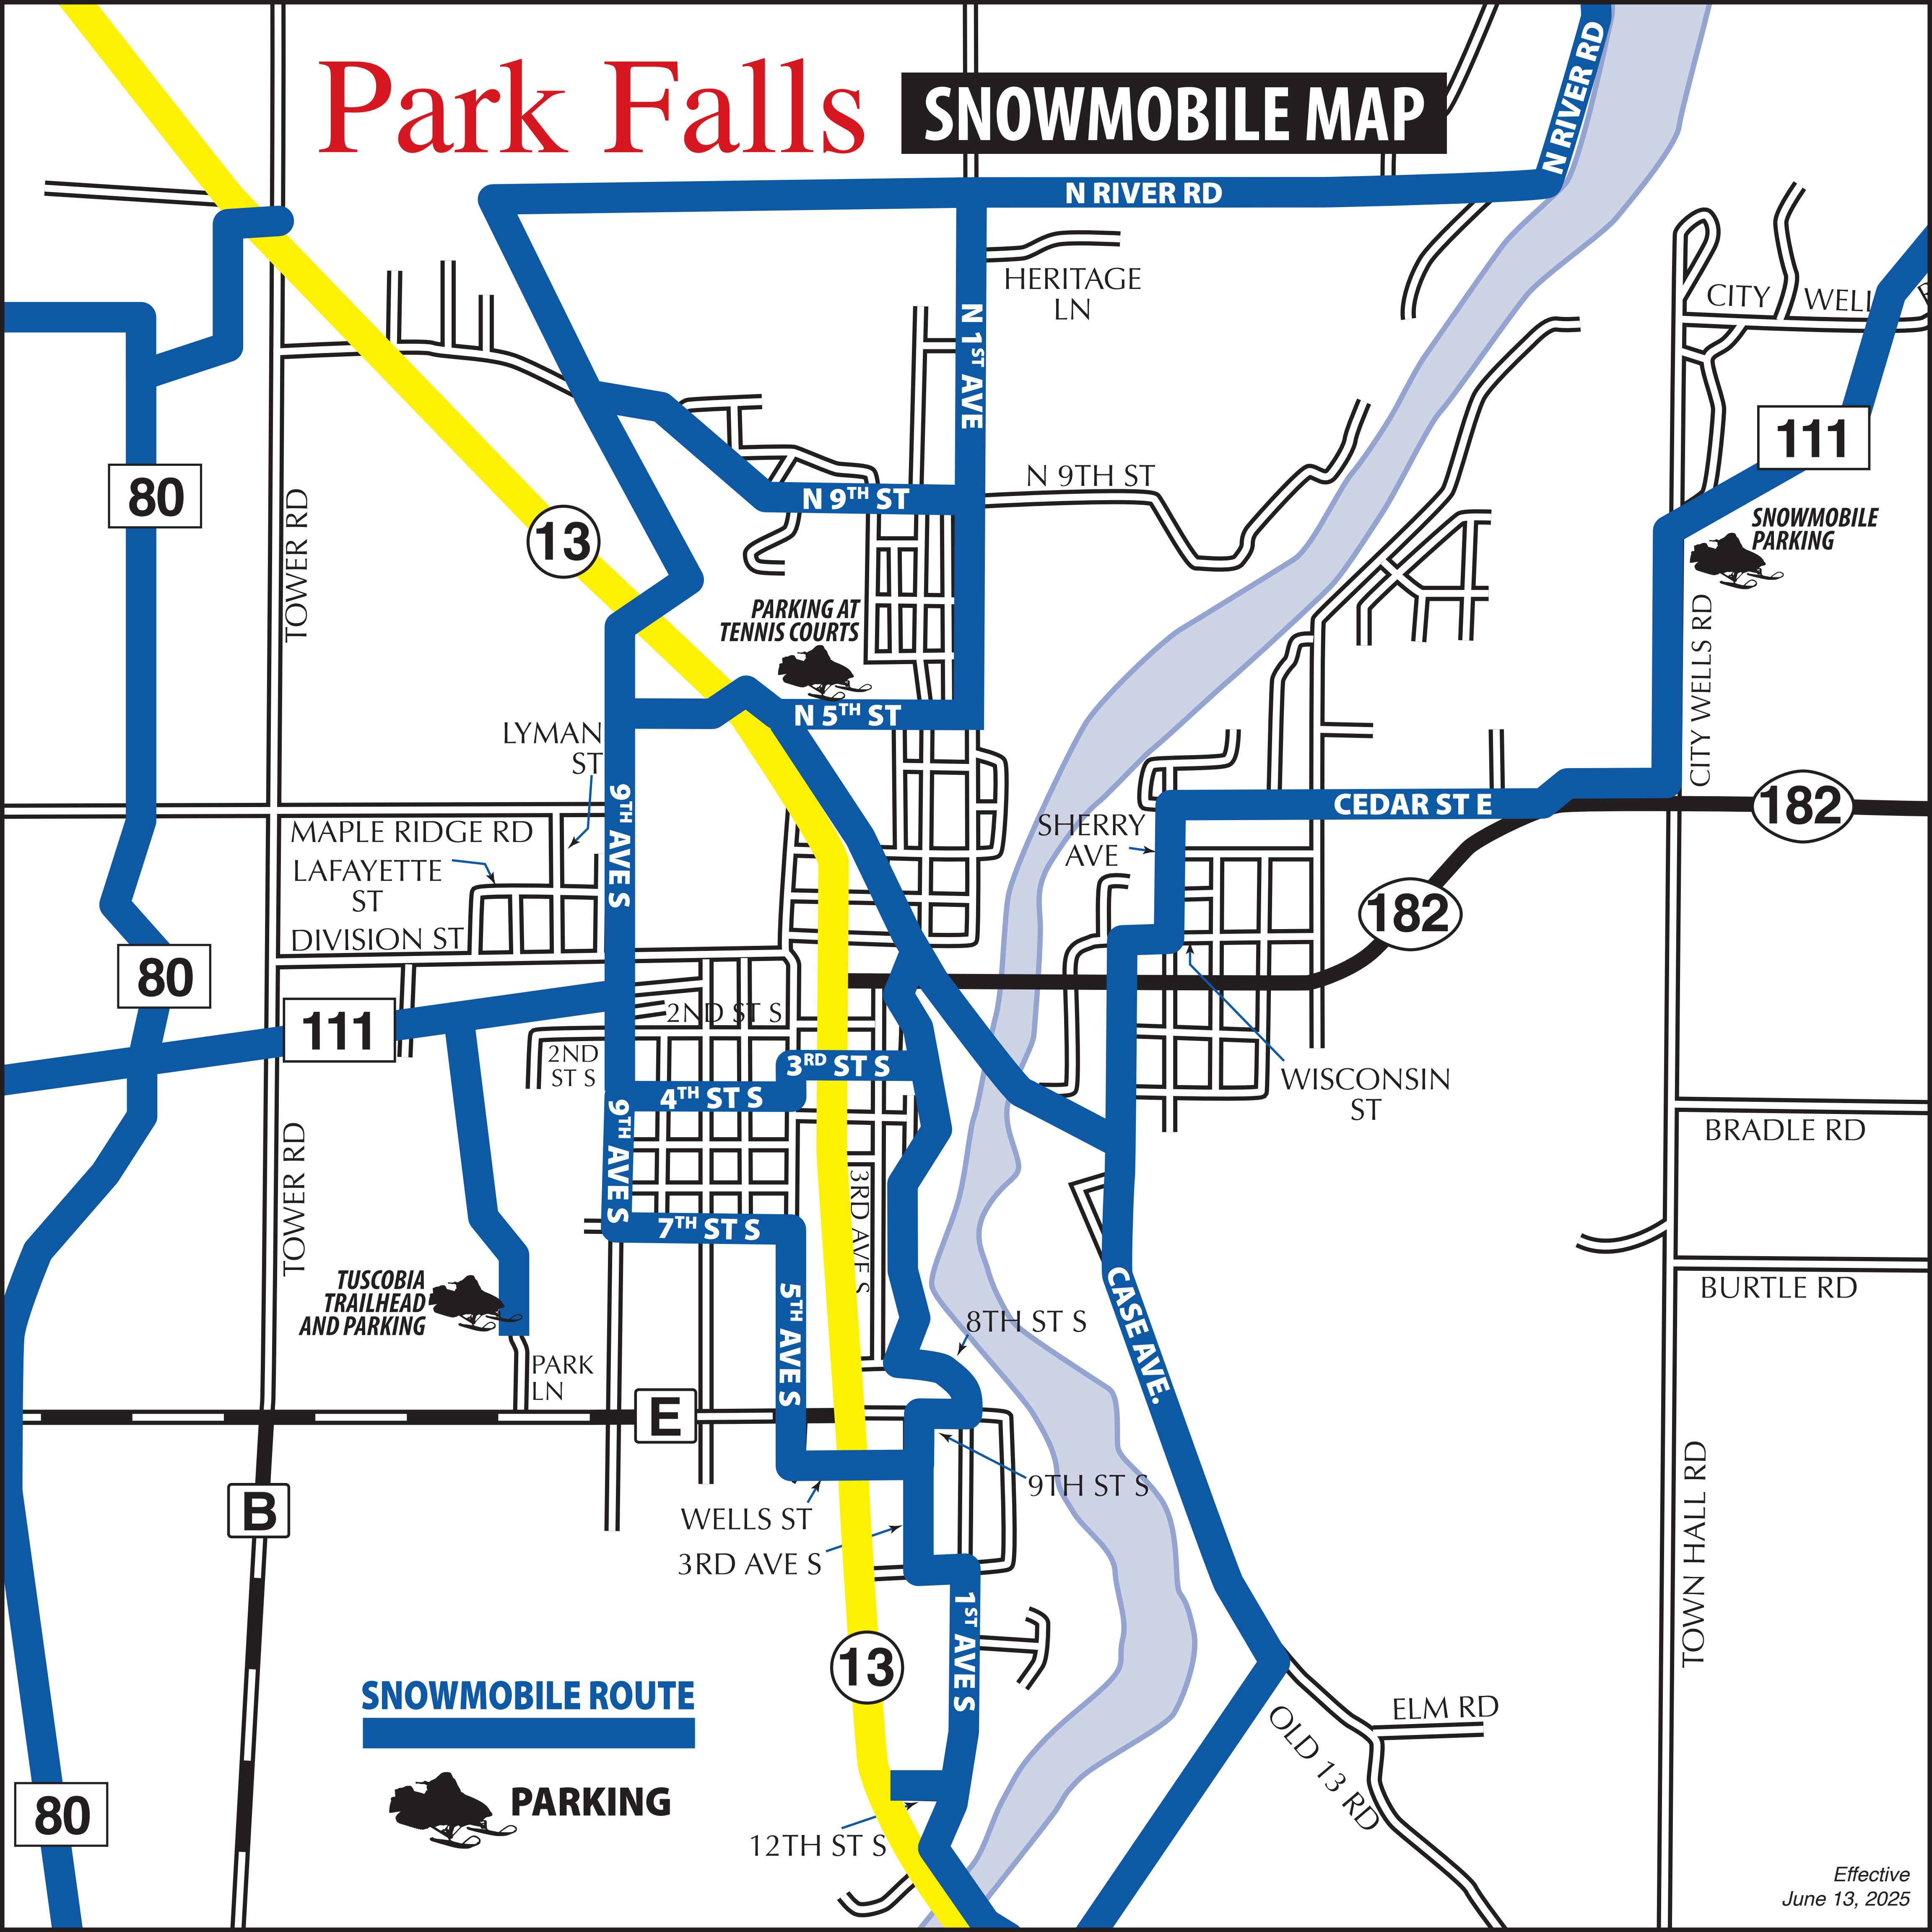 Park Falls SNOWMOBILE MAP
N RIVER RD
N RIVER RD
HERITAGE
LN
CITY WELL
N 1ST AVE
111
80
N 9TH ST
N 9TH ST
TOWER RD
13
SNOWMOBILE
PARKING
PARKING AT
TENNIS COURTS
CITY WELLS RD
N 5TH ST
LYMAN
ST
9TH AVE S
CEDAR ST E
182
MAPLE RIDGE RD
LAFAYETTE
ST
DIVISION ST
SHERRY
AVE
182
80
111
2ND ST S
2ND
ST S
3RD ST S
4TH ST S
WISCONSIN
ST
BRADLE RD
9TH AVE S
TOWER RD
3RD AVE S
7TH ST S
TUSCOBIA
TRAILHEAD
AND PARKING
5TH AVE S
BURTLE RD
8TH ST S
CASE AVE.
PARK
LN
E
B
9TH ST S
WELLS ST
3RD AVE S
TOWN HALL RD
1ST AVE S
13
SNOWMOBILE ROUTE
PARKING
ELM RD
OLD 13 RD
80
12TH ST S
Effective
June 13, 2025